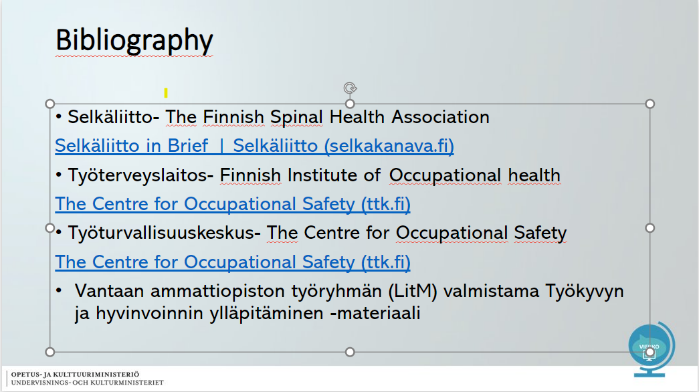 Bibliography
• Selkäliitto- The Finnish Spinal Health Association
Selkäliitto in Brief | Selkäliitto (selkakanava.fi)
• Työterveyslaitos- Finnish Institute of Occupational health
The Centre for Occupational Safety (ttk.fi)
• Työturvallisuuskeskus- The Centre for Occupational Safety
The Centre for Occupational Safety (ttk.fi)
• Vantaan ammattiopiston työryhmän (LitM) valmistama Työkyvyn
ja hyvinvoinnin ylläpitäminen -materiaali
OPETUS- JA KULTTUURIMINISTERIÖ
UNDERVISNINGS- OCH KULTURMINISTERIET